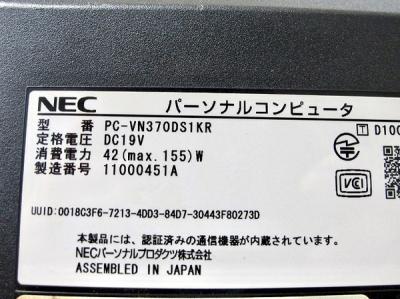 NEC パーソナルコンピュータ
型 番 PC-VN370DS1KR
定格電圧 DC19V
消費電力 42(max.155)W
製造番号 11000451A
T D100
VCI
UUID:0018C3F6-7213-4DD3-84D7-30443F80273D
本製品には、認証済みの通信機器が内蔵されています。
NECパーソナルプロダクツ株式会社
ASSEMBLED IN JAPAN